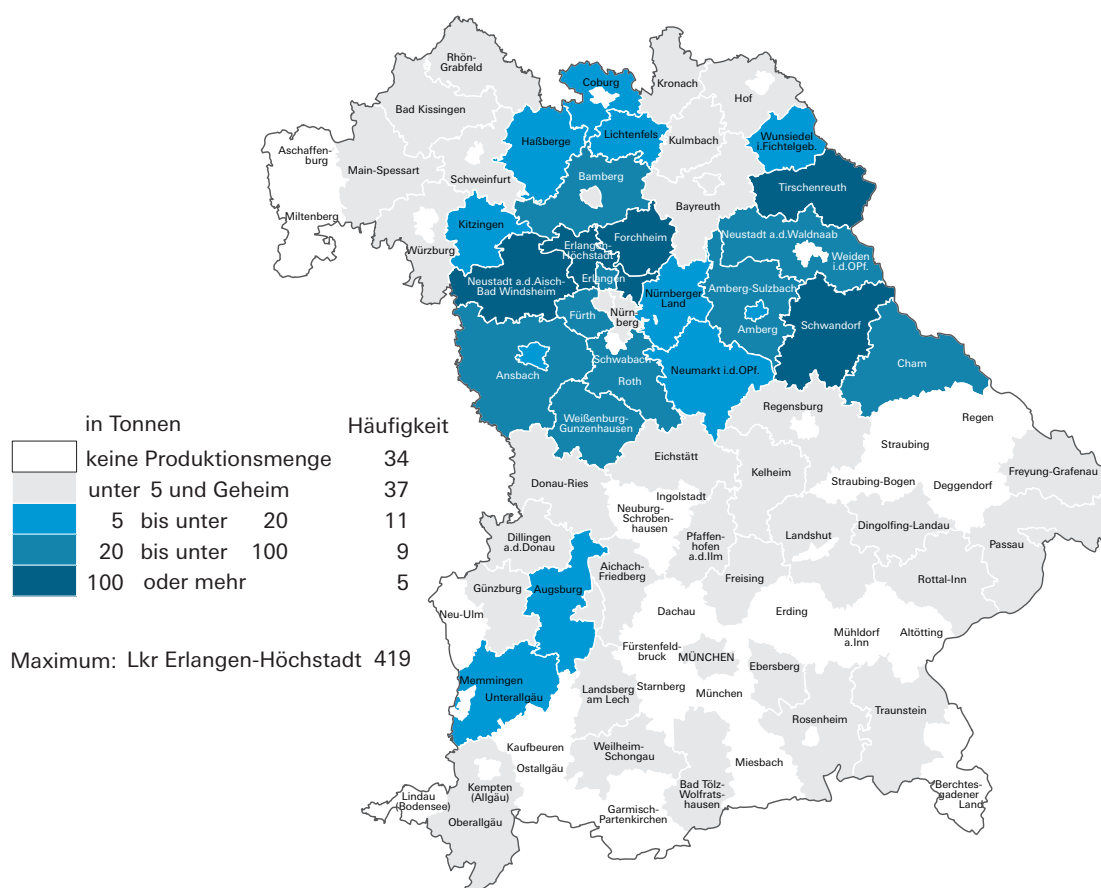 Rhön-
Grabfeld
Coburg
Kronach
Hof
Bad Kissingen
Haßberge
Lichtenfels
Kulmbach
Wunsiedel
i.Fichtelgeb.
Aschaffen-
burg
Main-Spessart
Schweinfurt
Bamberg
Tirschenreuth
Bayreuth
Miltenberg
Kitzingen
Würzburg
Erlangen-
Höchstadt
Forchheim
Neustadt a.d.Waldnaab
Weiden
i.d.OPf.
Neustadt a.d.Aisch-
Bad Windsheim
Erlangen
Nürnberger
Land
Amberg-Sulzbach
Fürth
Nürn-
berg
Amberg
Schwandorf
Schwabach
Ansbach
Roth
Neumarkt i.d.OPf.
Cham
Weißenburg-
Gunzenhausen
Regensburg
Regen
Straubing
Eichstätt
Kelheim
Straubing-Bogen
Deggendorf
Freyung-Grafenau
Donau-Ries
Ingolstadt
Neuburg-
Schroben-
hausen
Dillingen
a.d.Donau
Pfaffen-
hofen
a.d.Ilm
Landshut
Dingolfing-Landau
Passau
Aichach-
Friedberg
Freising
Rottal-Inn
Günzburg
Augsburg
Neu-Ulm
Dachau
Erding
Mühldorf
a.Inn
Altötting
Fürstenfeld-
bruck
MÜNCHEN
Ebersberg
Memmingen
Unterallgäu
Landsberg
am Lech
Starnberg
München
Rosenheim
Traunstein
Kaufbeuren
Ostallgäu
Weilheim-
Schongau
Miesbach
Bad Tölz-
Wolfrats-
hausen
Berchtes-
gadener
Land
Lindau
(Bodensee)
Kempten
(Allgäu)
Oberallgäu
Garmisch-
Partenkirchen
in Tonnen Häufigkeit
keine Produktionsmenge 34
unter 5 und Geheim 37
5 bis unter 20 11
20 bis unter 100 9
100 oder mehr 5
Maximum: Lkr Erlangen-Höchstadt 419